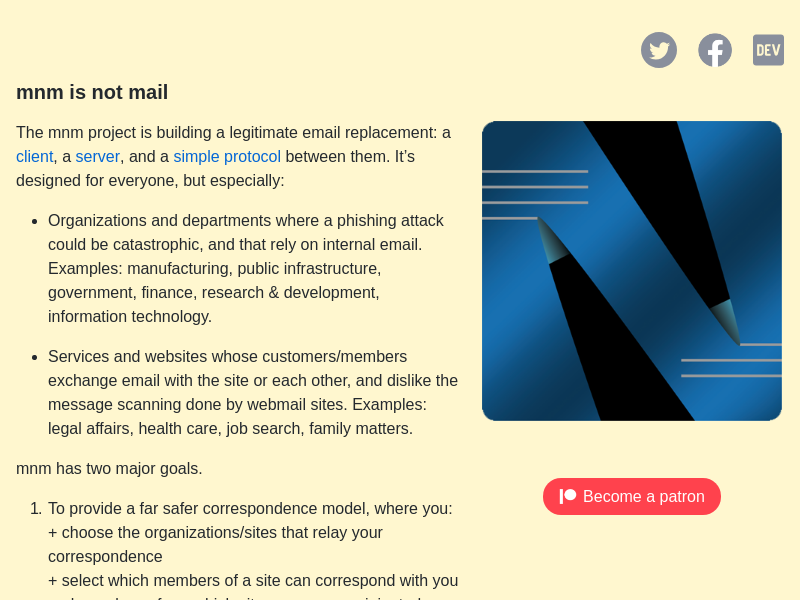 DEV
mnm is not mail
The mnm project is building a legitimate email replacement: a
client, a server, and a simple protocol between them. It’s
designed for everyone, but especially:
• Organizations and departments where a phishing attack
could be catastrophic, and that rely on internal email.
Examples: manufacturing, public infrastructure,
government, finance, research & development,
information technology.
• Services and websites whose customers/members
exchange email with the site or each other, and dislike the
message scanning done by webmail sites. Examples:
legal affairs, health care, job search, family matters.
mnm has two major goals.
1. To provide a far safer correspondence model, where you:
+ choose the organizations/sites that relay your
correspondence
+ select which members of a site can correspond with you
Become a patron